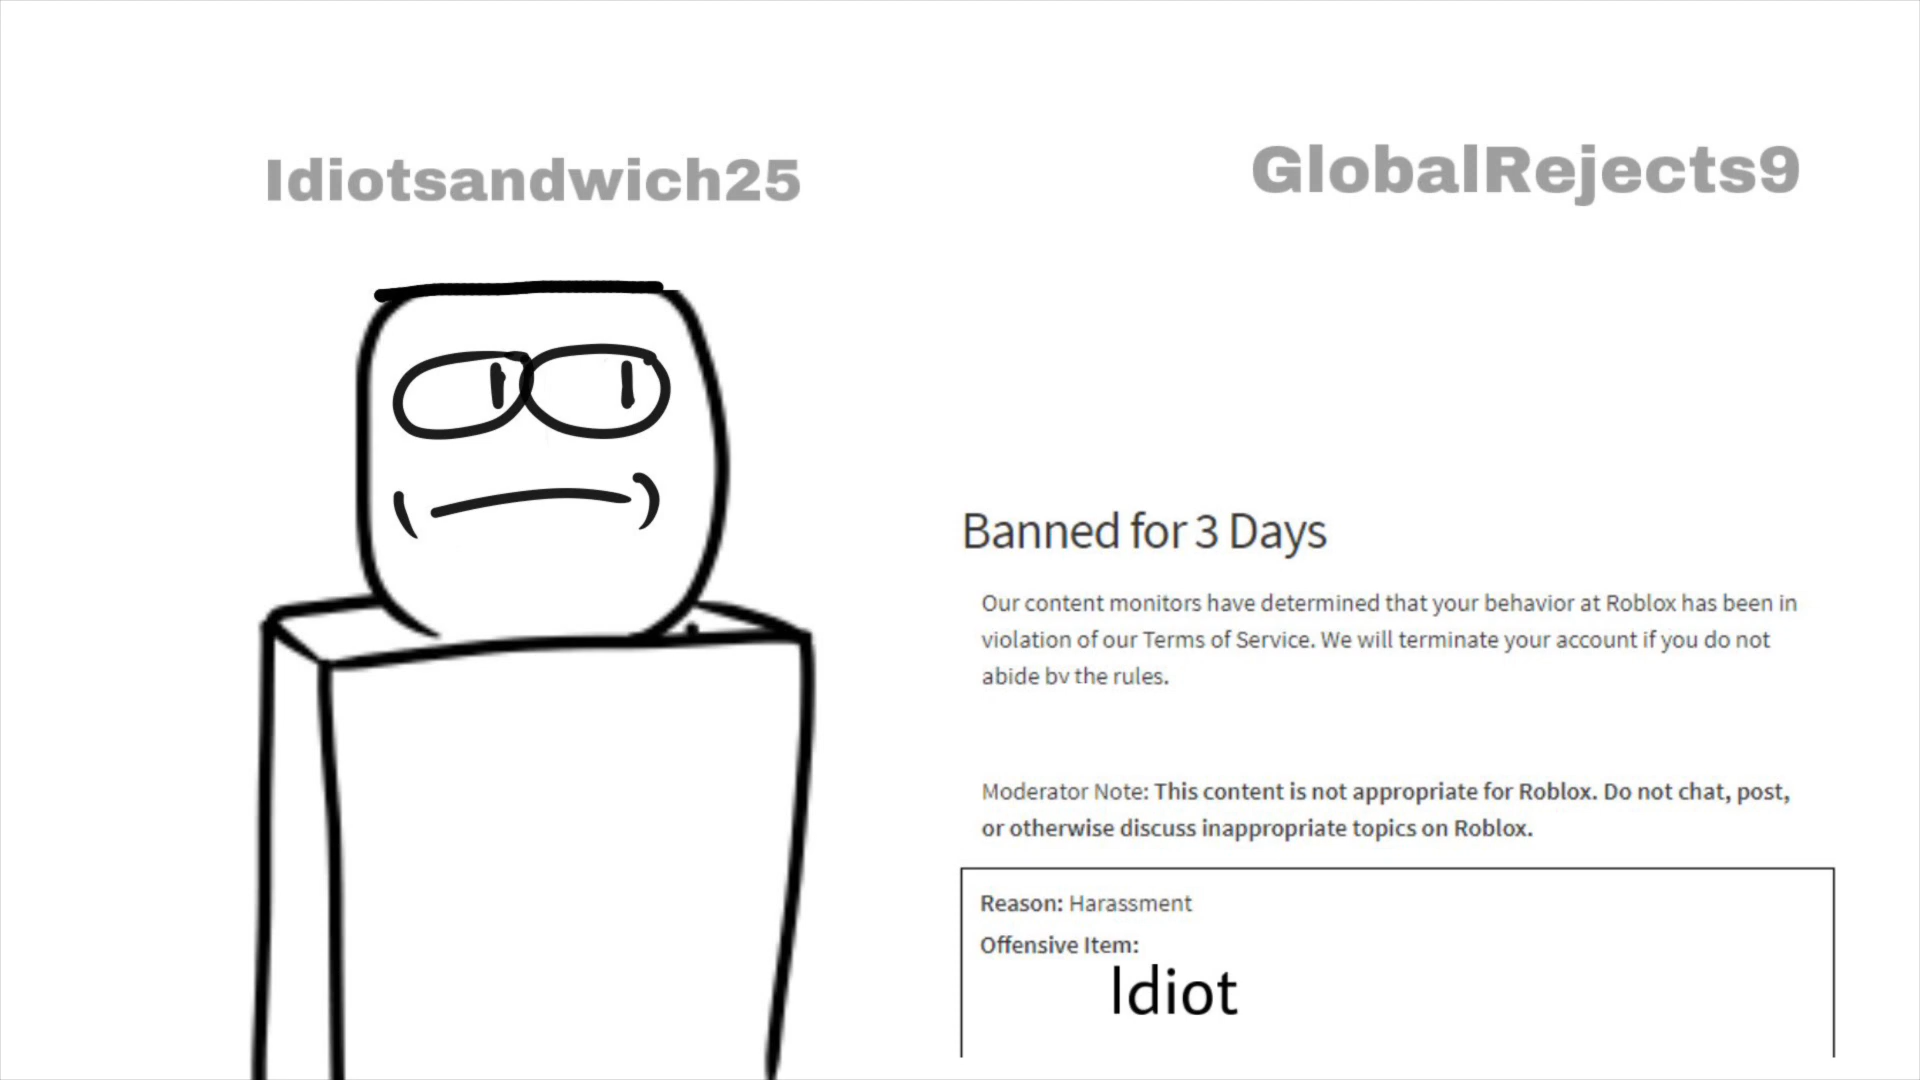 Idiotsandwich25
GlobalRejects9
Banned for 3 Days
Our content monitors have determined that your behavior at Roblox has been in
violation of our Terms of Service. We will terminate your account if you do not
abide by the rules.
Moderator Note: This content is not appropriate for Roblox. Do not chat, post,
or otherwise discuss inappropriate topics on Roblox.
Reason: Harassment
Offensive Item:
Idiot